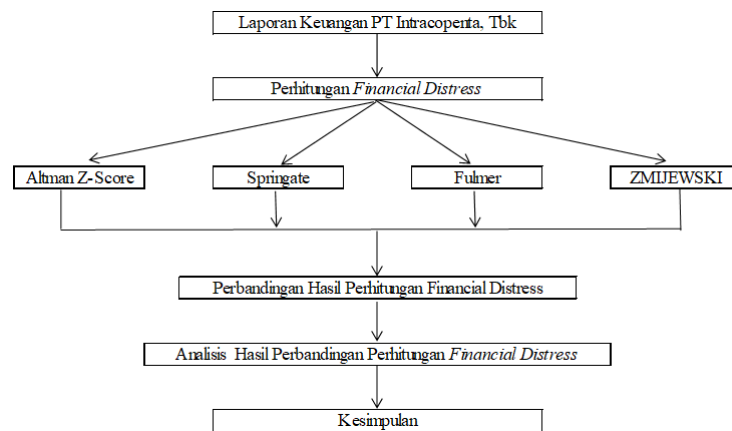 Laporan Keuangan PT Intracopenta, Tbk
Perhitungan Financial Distress
Altman Z-Score
Springate
Fulmer
ZMIJEWSKI
Perbandingan Hasil Perhitungan Financial Distress
Analisis Hasil Perbandingan Perhitungan Financial Distress
Kesimpulan